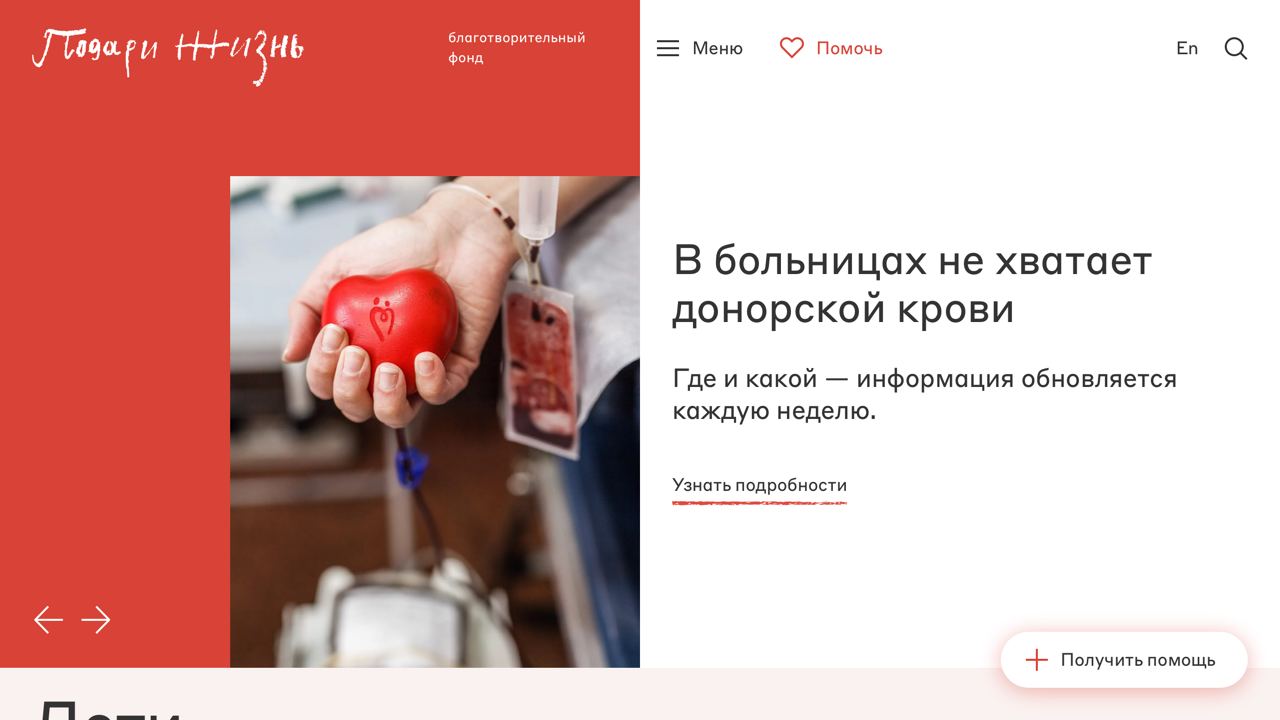 Подари Жизнь
благотворительный
фонд
Меню
Помочь
En
В больницах не хватает
донорской крови
Где и какой — информация обновляется
каждую неделю.
Узнать подробности
Получить помощь
Дети